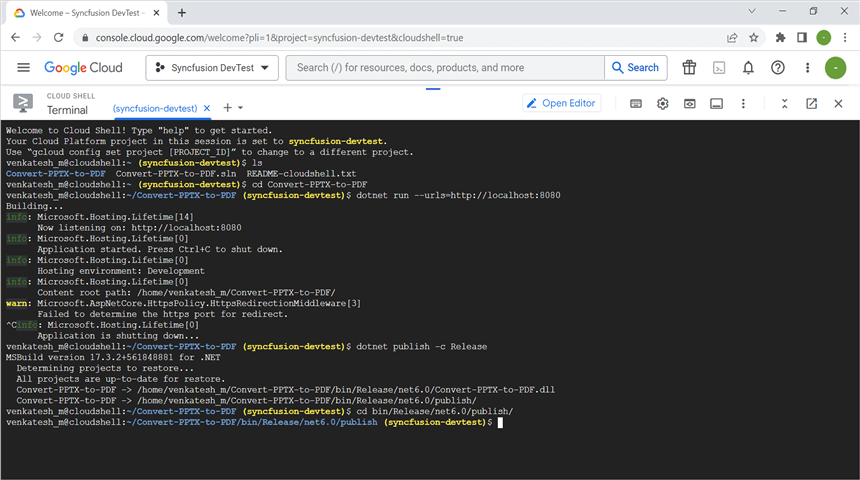 Welcome – Syncfusion DevTest –
console.cloud.google.com/welcome?pli=1&project=syncfusion-devtest&cloudshell=true
Google Cloud
Syncfusion DevTest
Search (/) for resources, docs, products, and more
Search
CLOUD SHELL
Terminal
(syncfusion-devtest)
Open Editor
Welcome to Cloud Shell! Type "help" to get started.
Your Cloud Platform project in this session is set to syncfusion-devtest.
Use “gcloud config set project [PROJECT_ID]” to change to a different project.
venkatesh_m@cloudshell:~ (syncfusion-devtest)$ ls
Convert-PPTX-to-PDF Convert-PPTX-to-PDF.sln README-cloudshell.txt
venkatesh_m@cloudshell:~ (syncfusion-devtest)$ cd Convert-PPTX-to-PDF
venkatesh_m@cloudshell:~/Convert-PPTX-to-PDF (syncfusion-devtest)$ dotnet run --urls=http://localhost:8080
Building...
info: Microsoft.Hosting.Lifetime[14]
Now listening on: http://localhost:8080
info: Microsoft.Hosting.Lifetime[0]
Application started. Press Ctrl+C to shut down.
info: Microsoft.Hosting.Lifetime[0]
Hosting environment: Development
info: Microsoft.Hosting.Lifetime[0]
Content root path: /home/venkatesh_m/Convert-PPTX-to-PDF/
warn: Microsoft.AspNetCore.HttpsPolicy.HttpsRedirectionMiddleware[3]
Failed to determine the https port for redirect.
^Cinfo: Microsoft.Hosting.Lifetime[0]
Application is shutting down...
venkatesh_m@cloudshell:~/Convert-PPTX-to-PDF (syncfusion-devtest)$ dotnet publish -c Release
MSBuild version 17.3.2+561848881 for .NET
Determining projects to restore...
All projects are up-to-date for restore.
Convert-PPTX-to-PDF -> /home/venkatesh_m/Convert-PPTX-to-PDF/bin/Release/net6.0/Convert-PPTX-to-PDF.dll
Convert-PPTX-to-PDF -> /home/venkatesh_m/Convert-PPTX-to-PDF/bin/Release/net6.0/publish/
venkatesh_m@cloudshell:~/Convert-PPTX-to-PDF (syncfusion-devtest)$ cd bin/Release/net6.0/publish/
venkatesh_m@cloudshell:~/Convert-PPTX-to-PDF/bin/Release/net6.0/publish (syncfusion-devtest)$